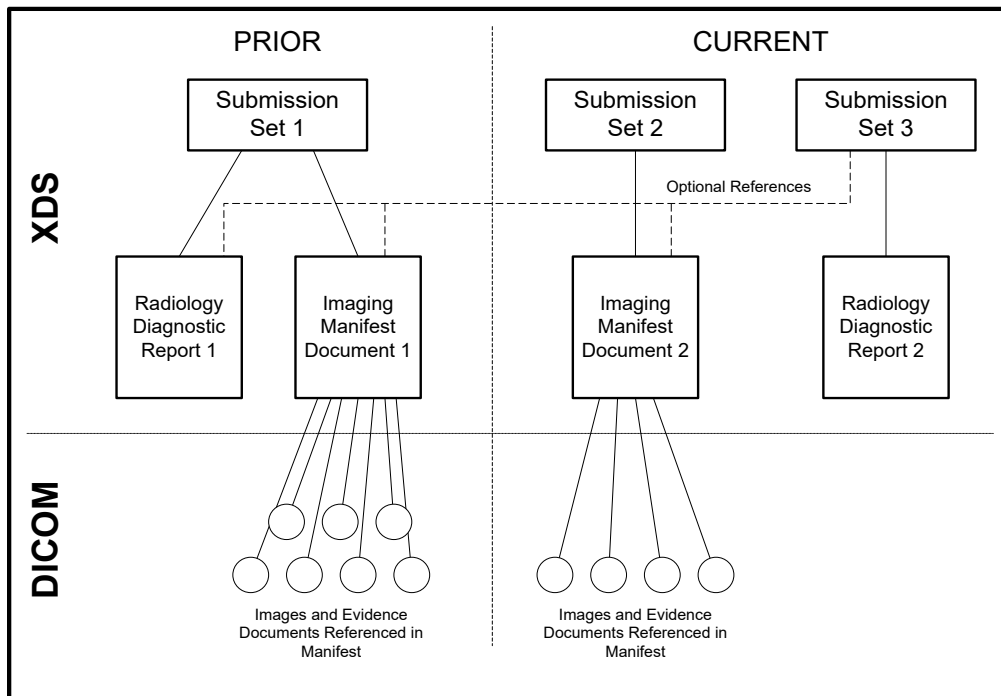 PRIOR
CURRENT
Submission
Set 1
Submission
Set 2
Submission
Set 3
Optional References
XDS
Radiology
Diagnostic
Report 1
Imaging
Manifest
Document 1
Imaging
Manifest
Document 2
Radiology
Diagnostic
Report 2
DICOM
Images and Evidence
Documents Referenced in
Manifest
Images and Evidence
Documents Referenced in
Manifest